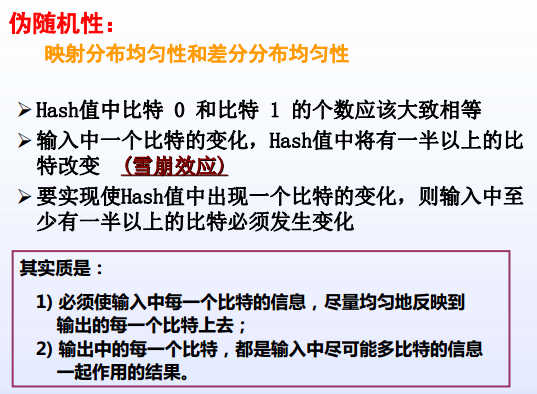 伪随机性：
映射分布均匀性和差分分布均匀性
➢Hash值中比特 0 和比特 1 的个数应该大致相等
➢输入中一个比特的变化，Hash值中将有一半以上的比
特改变 (雪崩效应)
➢要实现使Hash值中出现一个比特的变化，则输入中至
少有一半以上的比特必须发生变化
其实质是：
1) 必须使输入中每一个比特的信息，尽量均匀地反映到
输出的每一个比特上去；
2) 输出中的每一个比特，都是输入中尽可能多比特的信息
一起作用的结果。